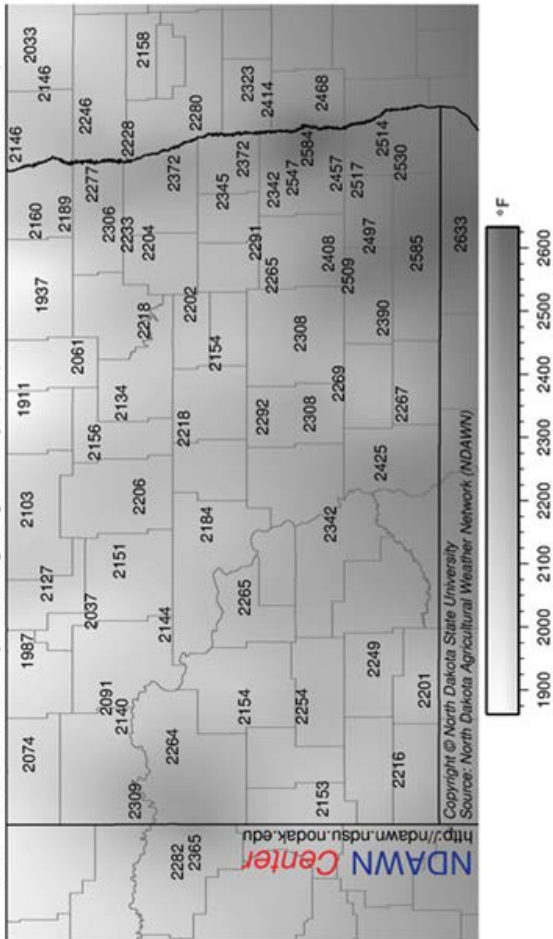 2074 1987 2127 2103 1911 1937 2160 2146 2146 2033
2091 2140 2037 2151 2156 2061 2134 2189 2277 2306 2233 2246 2228 2158
2309 2144 2206 2218 2204 2372
2282 2365 2264 2184 2218 2154 2202 2345 2280
2154 2265 2292 2265 2291 2372 2342 2323 2414
2153 2254 2342 2308 2269 2308 2408 2547 2584 2457 2468
2249 2425 2390 2509 2497 2517 2514
2216 2201 2267 2585 2530
2633
http://ndawn.ndsu.nodak.edu
NDAWN Center
Copyright © North Dakota State University
Source: North Dakota Agricultural Weather Network (NDAWN)
°F
1900 2000 2100 2200 2300 2400 2500 2600